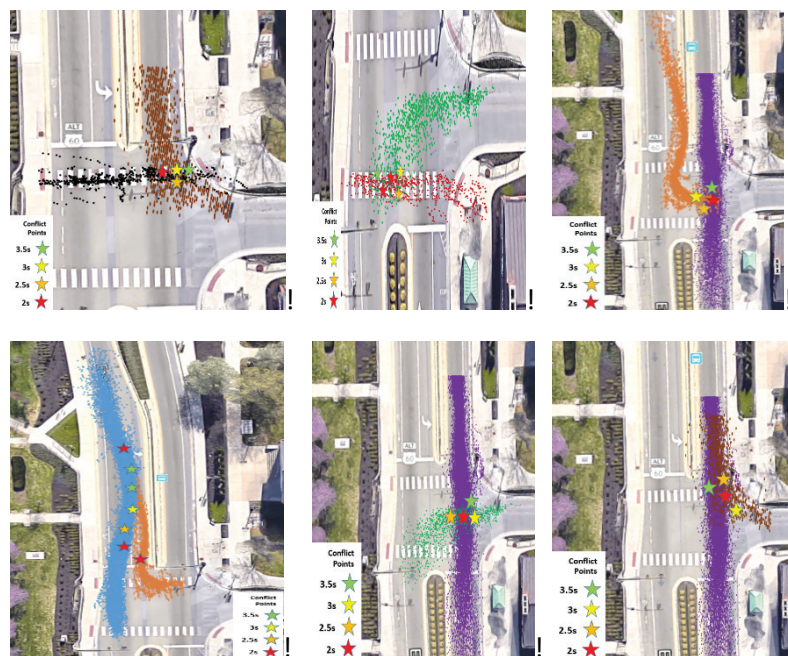 ALT
60
Conflict
Points
3.5s
3s
2.5s
2s
!
Conflict
Points
3.5s
3s
2.5s
2s
!
!
ALT
60
Conflict
Points
3.5s
3s
2.5s
2s
!
Conflict
Points
3.5s
3s
2.5s
2s
!
ALT
60
Conflict
Points
3.5s
3s
2.5s
2s
!
ALT
60
Conflict
Points
3.5s
3s
2.5s
2s